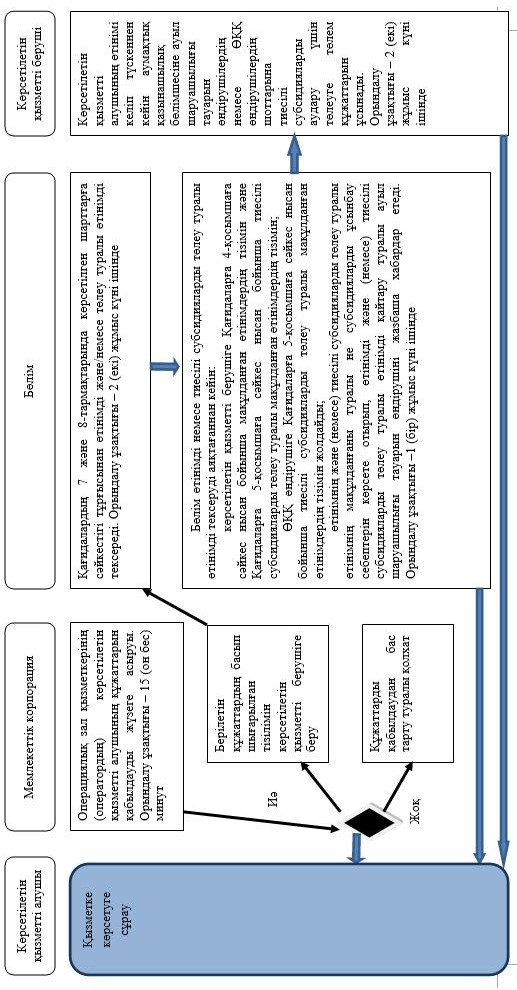 Көрсетілетін
қызметті алушы
Мемлекеттік корпорация
Бөлім
Көрсетілетін
қызметті беруші
Қызметке
көрсетуге
сұрау
Операциялық зал қызметкерінің
(оператордың) көрсетілетін
қызметті алушының құжаттарын
қабылдауды жүзеге асыруы.
Орындалу ұзақтығы – 15 (он бес)
минут
Иә
Жоқ
Берілетін
құжаттардың басып
шығарылған
тізілімін
көрсетілетін
қызметті берушіге
беру
Құжаттарды
қабылдаудан бас
тарту туралы қолхат
Қағидалардың 7 және 8-тармақтарында көрсетілген шарттарға
сәйкестігі тұрғысынан өтінімді және/немесе төлеу туралы өтінімді
тексереді. Орындалу ұзақтығы – 2 (екі) жұмыс күні ішінде
Бөлім өтінімді немесе тиесілі субсидияларды төлеу туралы
өтінімді тексеруді аяқтағаннан кейін:
көрсетілетін қызметті берушіге Қағидаларға 4-қосымшаға
сәйкес нысан бойынша мақұлданған өтінімдердің тізімін және
Қағидаларға 5-қосымшаға сәйкес нысан бойынша тиесілі
субсидияларды төлеу туралы мақұлданған өтінімдердің тізімін;
ӨҚҚ өндірушіге Қағидаларға 5-қосымшаға сәйкес нысан
бойынша тиесілі субсидияларды төлеу туралы мақұлданған
өтінімдердің тізімін жолдайды;
өтінімнің және (немесе) тиесілі субсидияларды төлеу туралы
өтінімнің мақұлданғаны туралы не субсидияларды ұсынбау
себептерін көрсете отырып, өтінімді және (немесе) тиесілі
субсидияларды төлеу туралы өтінімді қайтару туралы ауыл
шаруашылығы тауарын өндірушіні жазбаша хабардар етеді.
Орындалу ұзақтығы –1 (бір) жұмыс күні ішінде
Көрсетілетін
қызметті
алушының өтінімі
келіп түскеннен
кейін аумақтық
қазынашылық
бөлімшесіне ауыл
шаруашылығы
тауарын
өндірушілердің
немесе ӨҚҚ
өндірушілердің
шоттарына
тиесілі
субсидияларды
аудару үшін
төлеуге төлем
құжаттарын
ұсынады.
Орындалу
ұзақтығы – 2 (екі)
жұмыс күні
ішінде